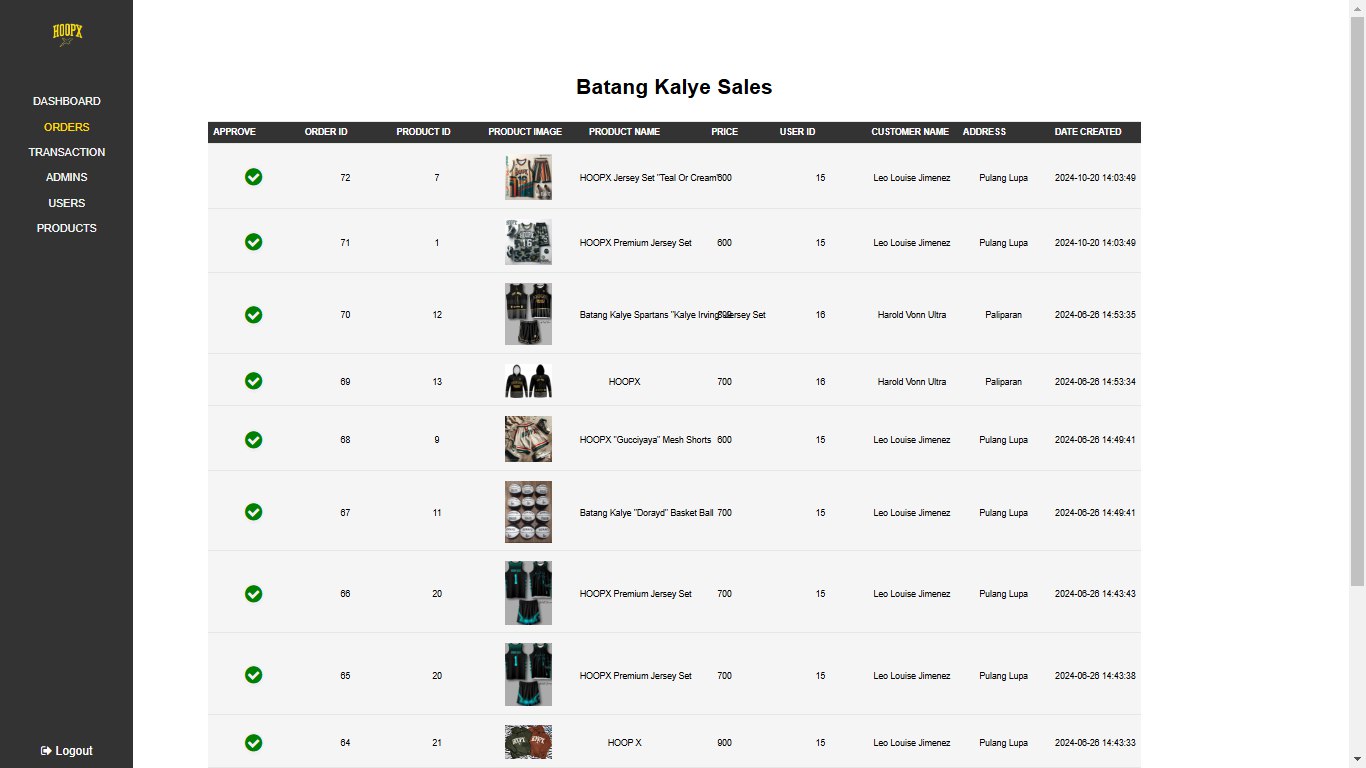 HOOPX
Batang Kalye Sales
DASHBOARD
ORDERS
TRANSACTION
ADMINS
USERS
PRODUCTS
Logout
APPROVE ORDER ID PRODUCT ID PRODUCT IMAGE PRODUCT NAME PRICE USER ID CUSTOMER NAME ADDRESS DATE CREATED
72 7 HOOPX Jersey Set "Teal Or Cream" 15 Leo Louise Jimenez Pulang Lupa 2024-10-20 14:03:49
71 1 HOOPX Premium Jersey Set 600 15 Leo Louise Jimenez Pulang Lupa 2024-10-20 14:03:49
70 12 Batang Kalye Spartans "Kalye Irving" Jersey Set 16 Harold Vonn Ultra Paliparan 2024-06-26 14:53:35
69 13 HOOPX 700 16 Harold Vonn Ultra Paliparan 2024-06-26 14:53:34
68 9 HOOPX "Gucciyaya" Mesh Shorts 600 15 Leo Louise Jimenez Pulang Lupa 2024-06-26 14:49:41
67 11 Batang Kalye "Dorayd" Basket Ball 700 15 Leo Louise Jimenez Pulang Lupa 2024-06-26 14:49:41
66 20 HOOPX Premium Jersey Set 700 15 Leo Louise Jimenez Pulang Lupa 2024-06-26 14:43:43
65 20 HOOPX Premium Jersey Set 700 15 Leo Louise Jimenez Pulang Lupa 2024-06-26 14:43:38
64 21 HOOP X 900 15 Leo Louise Jimenez Pulang Lupa 2024-06-26 14:43:33